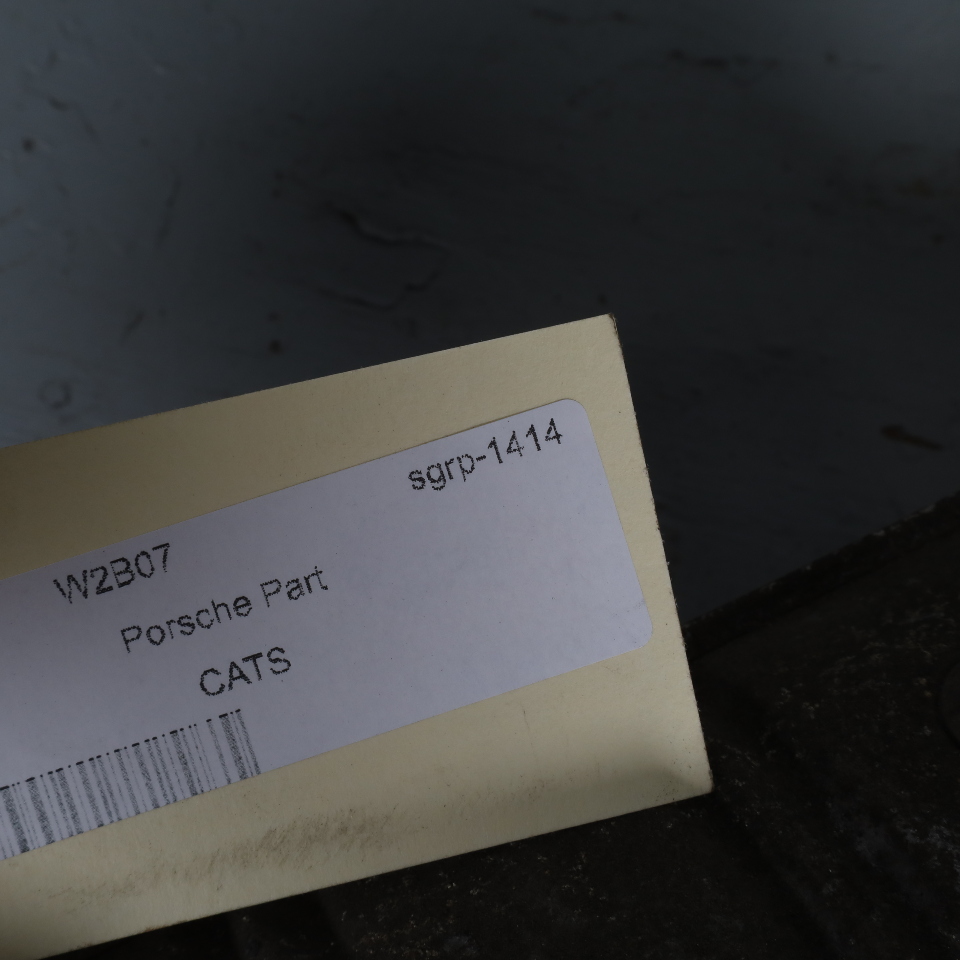 sgrp-1414
W2B07
Porsche Part
CATS